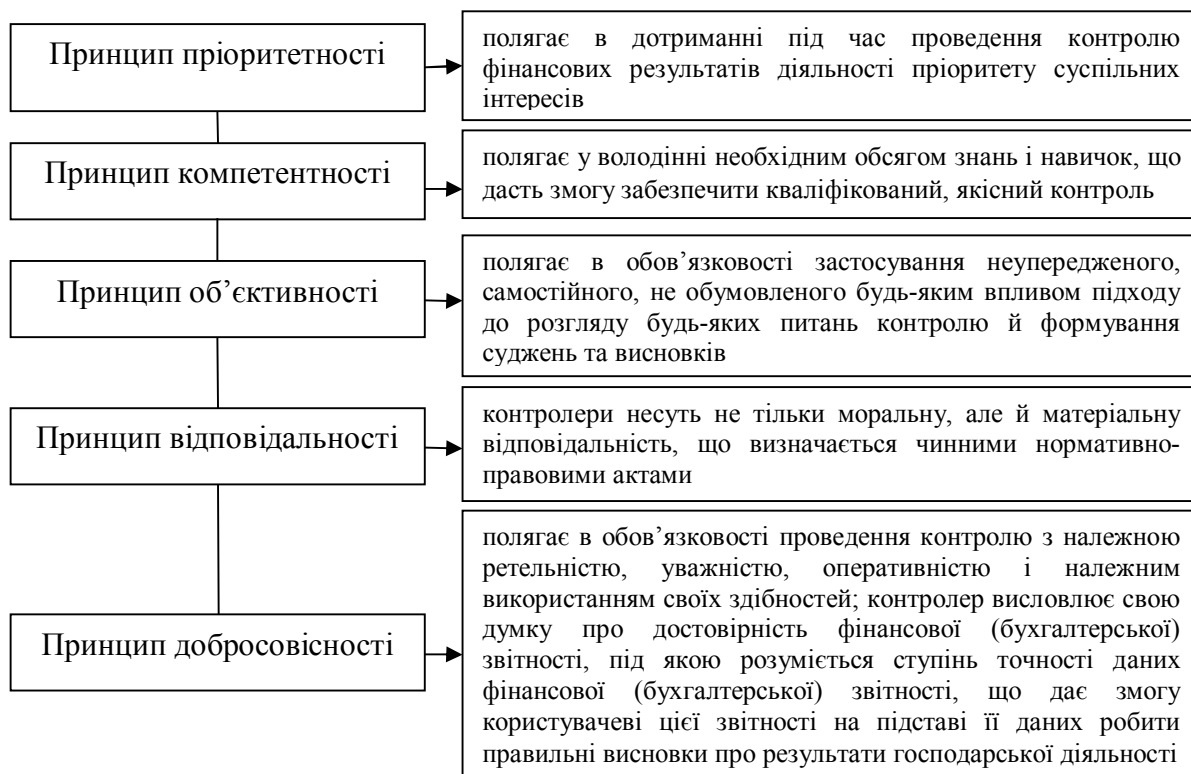 Принцип пріоритетності
полягає в дотриманні під час проведення контролю
фінансових результатів діяльності пріоритету суспільних
інтересів
Принцип компетентності
полягає у володінні необхідним обсягом знань і навичок, що
дасть змогу забезпечити кваліфікований, якісний контроль
Принцип об’єктивності
полягає в обов’язковості застосування неупередженого,
самостійного, не обумовленого будь-яким впливом підходу
до розгляду будь-яких питань контролю й формування
суджень та висновків
Принцип відповідальності
контролери несуть не тільки моральну, але й матеріальну
відповідальність, що визначається чинними нормативно-
правовими актами
Принцип добросовісності
полягає в обов’язковості проведення контролю з належною
ретельністю, уважністю, оперативністю і належним
використанням своїх здібностей; контролер висловлює свою
думку про достовірність фінансової (бухгалтерської)
звітності, під якою розуміється ступінь точності даних
фінансової (бухгалтерської) звітності, що дає змогу
користувачеві цієї звітності на підставі її даних робити
правильні висновки про результати господарської діяльності